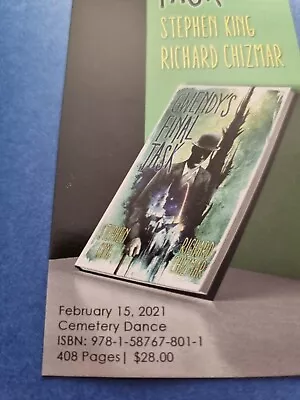 TASK
STEPHEN KING
RICHARD CHIZMAR
GWENDY'S
FINAL
TASK
STEPHEN
KING
RICHARD
CHIZMAR
February 15, 2021
Cemetery Dance
ISBN: 978-1-58767-801-1
408 Pages| $28.00